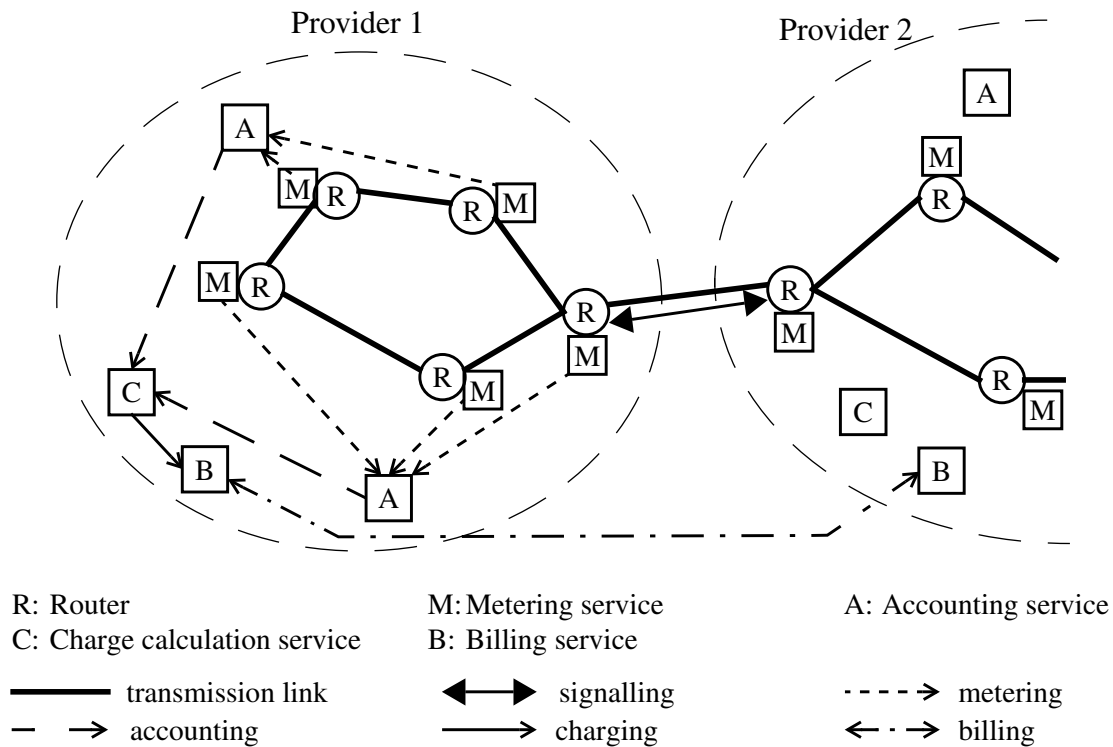 Provider 1
Provider 2
A
A
M
M
M
R
R
R
M
R
R
R
M
M
R
M
R
M
C
C
M
B
A
B
R: Router M: Metering service A: Accounting service
C: Charge calculation service B: Billing service
transmission link signalling metering
accounting charging billing